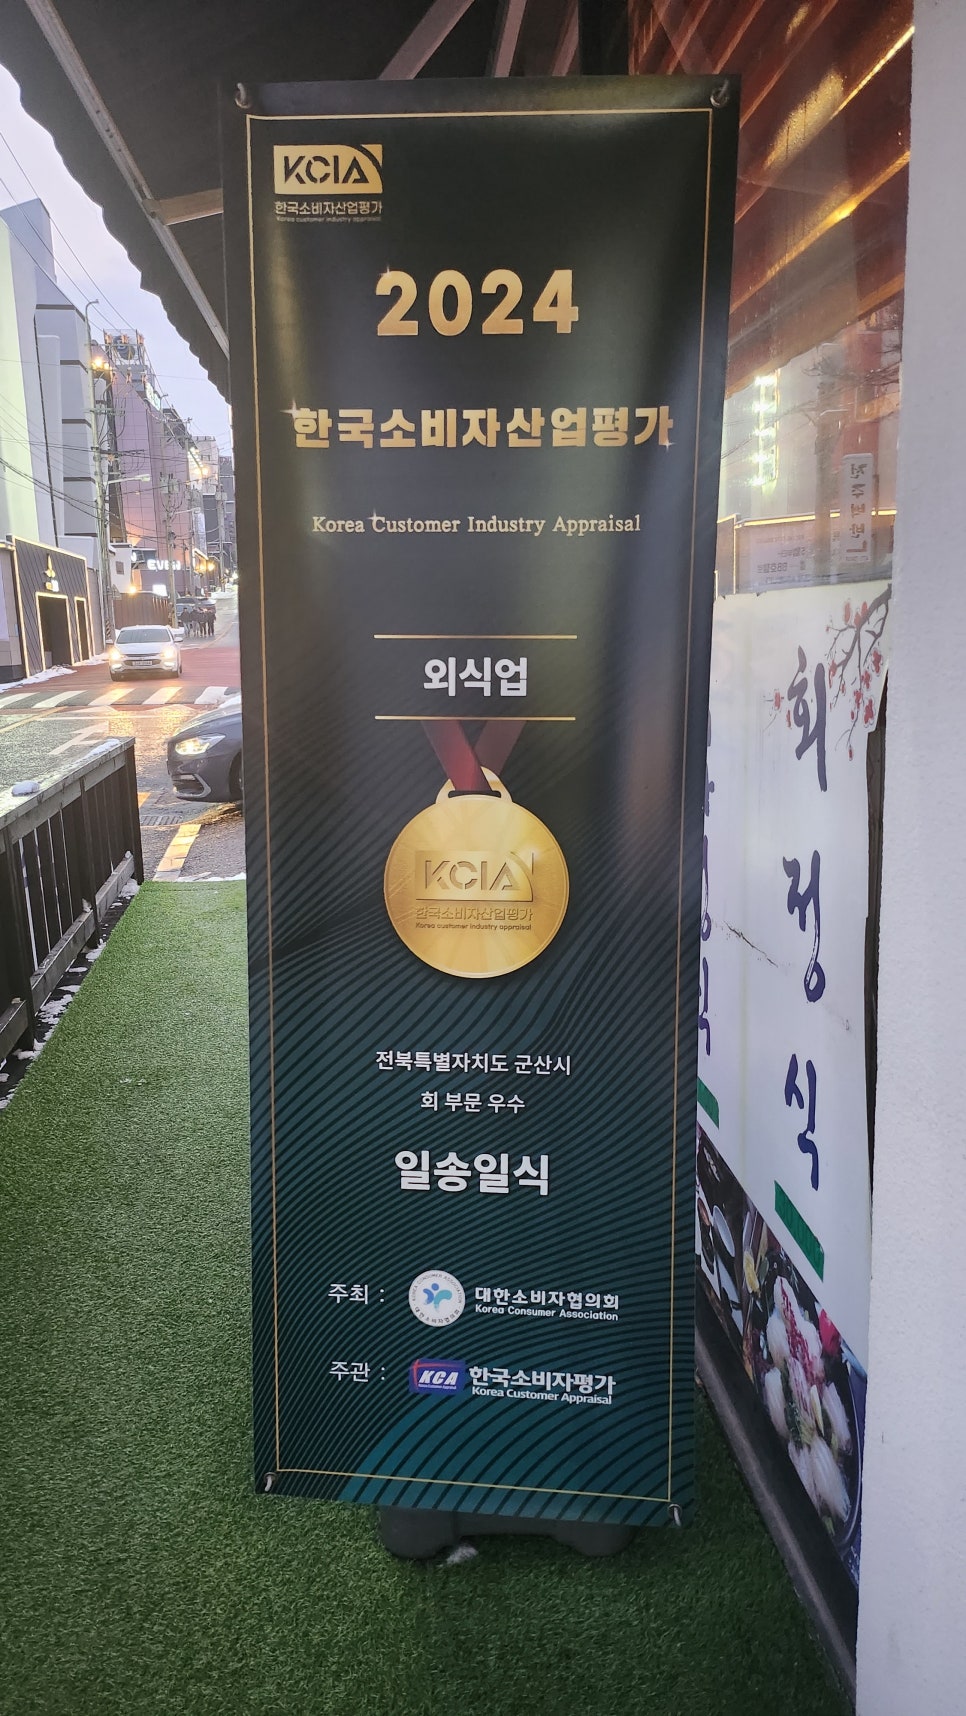 KCIA
한국소비자산업평가
Korea customer industry appraisal
2024
한국소비자산업평가
Korea Customer Industry Appraisal
외식업
KCIA
한국소비자산업평가
Korea customer industry appraisal
전북특별자치도 군산시
회 부문 우수
일송일식
주최 :
대한소비자협의회
Korea Consumer Association
주관 :
KCA
한국소비자평가
Korea Customer Appraisal
회정식